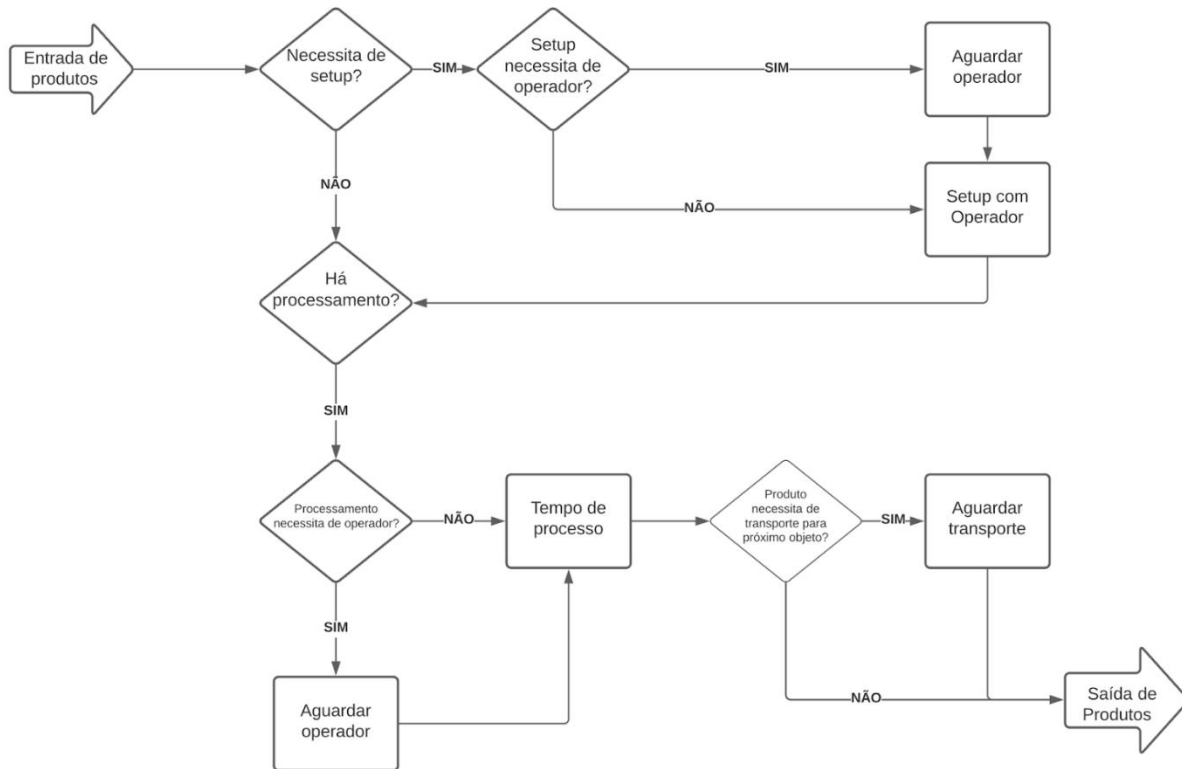 Entrada de
produtos
Necessita de
setup?
SIM
Setup
necessita de
operador?
SIM
Aguardar
operador
NÃO
NÃO
Setup com
Operador
Há
processamento?
SIM
Processamento
necessita de operador?
NÃO
Tempo de
processo
Produto
necessita de
transporte para
próximo objeto?
SIM
Aguardar
transporte
SIM
Aguardar
operador
NÃO
Saída de
Produtos